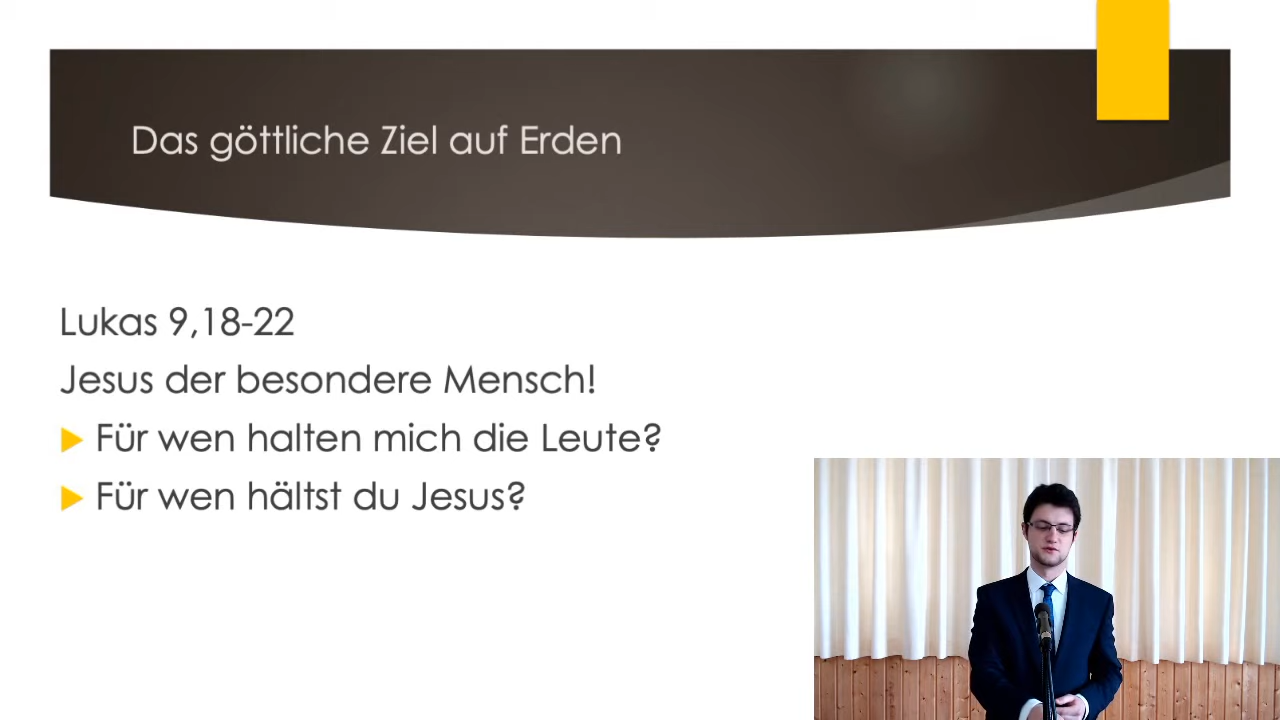 Das göttliche Ziel auf Erden
Lukas 9,18-22
Jesus der besondere Mensch!
Für wen halten mich die Leute?
Für wen hältst du Jesus?